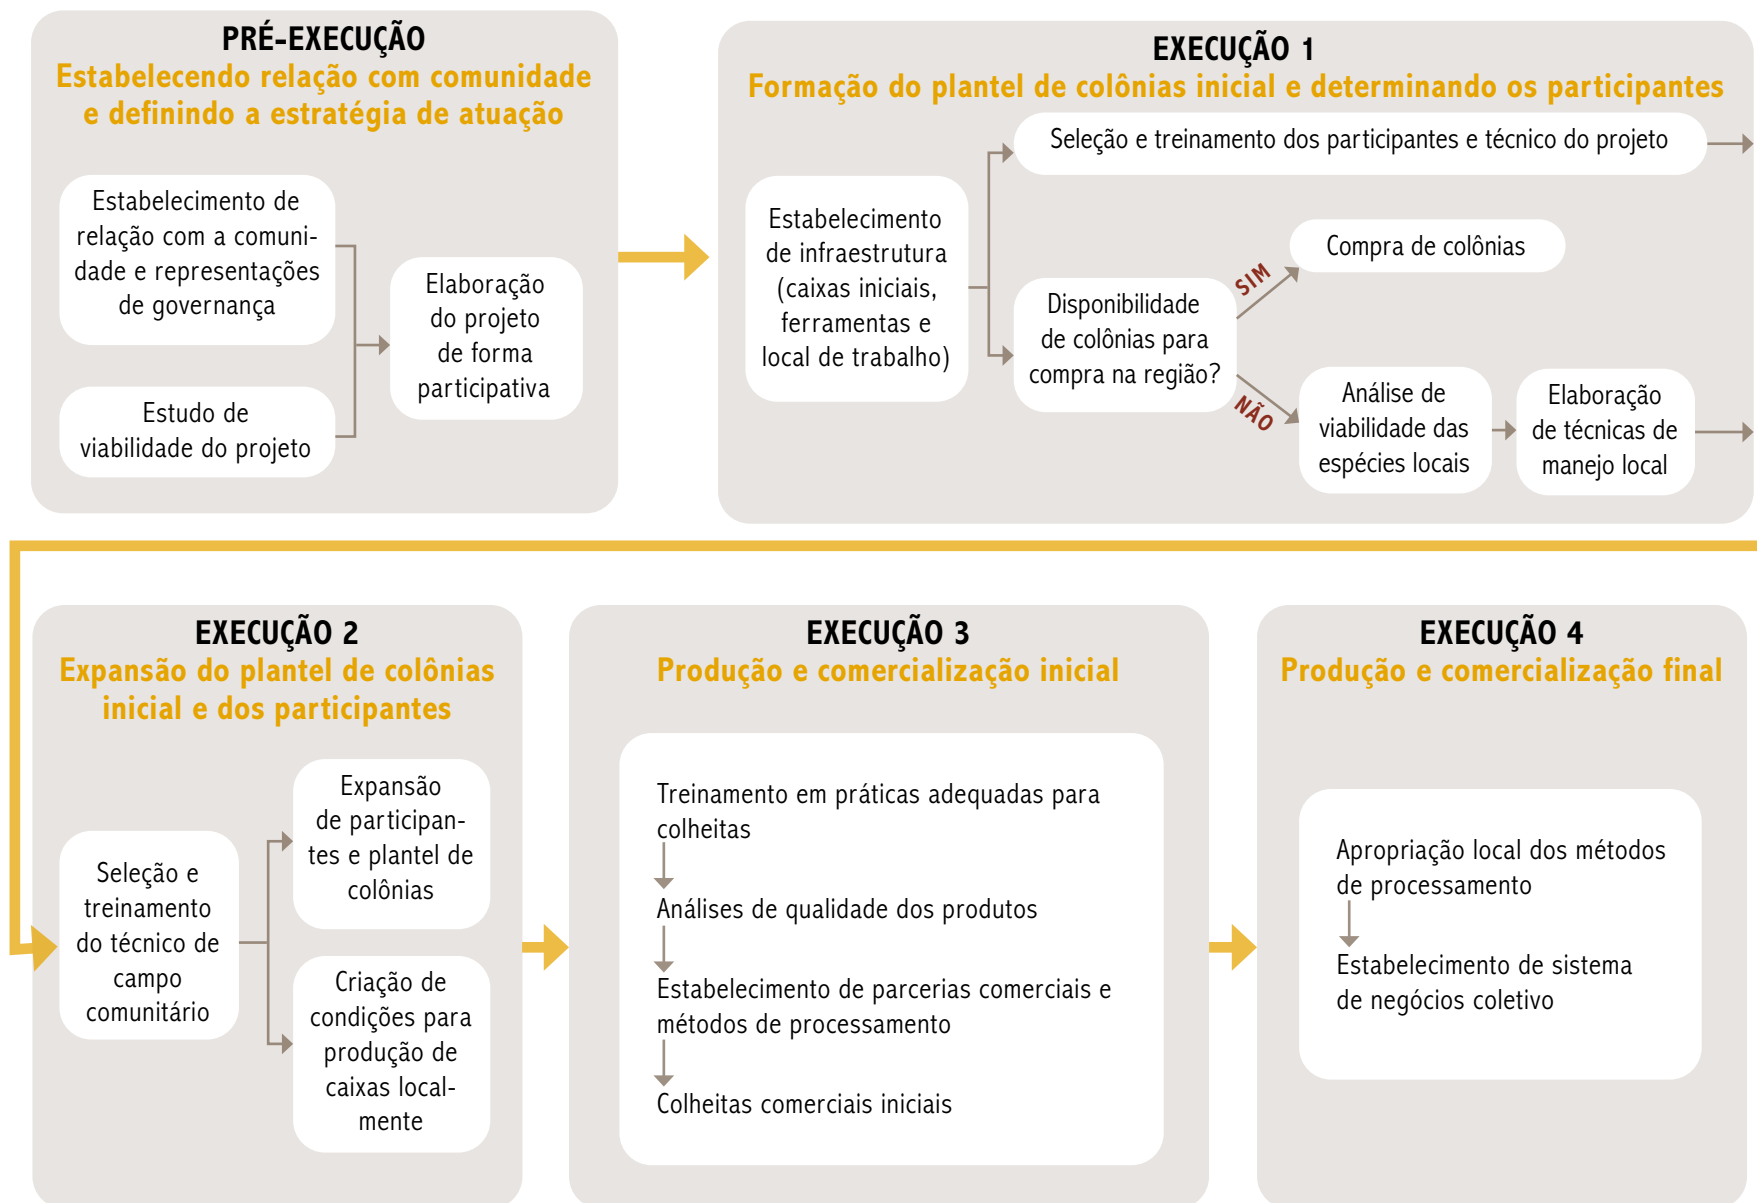 PRÉ-EXECUÇÃO
Estabelecendo relação com comunidade
e definindo a estratégia de atuação
Estabelecimento de
relação com a comuni-
dade e representações
de governança
Estudo de
viabilidade do projeto
Elaboração
do projeto
de forma
participativa
EXECUÇÃO 1
Formação do plantel de colônias inicial e determinando os participantes
Estabelecimento
de infraestrutura
(caixas iniciais,
ferramentas e
local de trabalho)
Seleção e treinamento dos participantes e técnico do projeto
Disponibilidade
de colônias para
compra na região?
SIM
Compra de colônias
NÃO
Análise de
viabilidade das
espécies locais
Elaboração
de técnicas de
manejo local
EXECUÇÃO 2
Expansão do plantel de colônias
inicial e dos participantes
Seleção e
treinamento
do técnico de
campo
comunitário
Expansão
de participan-
tes e plantel de
colônias
Criação de
condições para
produção de
caixas local-
mente
EXECUÇÃO 3
Produção e comercialização inicial
Treinamento em práticas adequadas para
colheitas
Análises de qualidade dos produtos
Estabelecimento de parcerias comerciais e
métodos de processamento
Colheitas comerciais iniciais
EXECUÇÃO 4
Produção e comercialização final
Apropriação local dos métodos
de processamento
Estabelecimento de sistema
de negócios coletivo